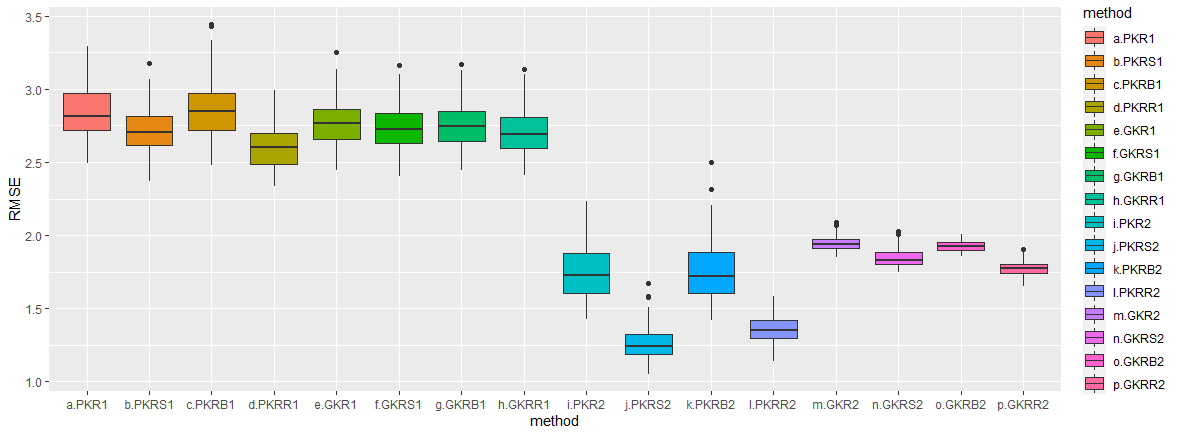 RMSE
3.5
3.0
2.5
2.0
1.5
1.0
a.PKR1 b.PKRS1 c.PKRB1 d.PKRR1 e.GKR1 f.GKRS1 g.GKRB1 h.GKRR1 i.PKR2 j.PKRS2 k.PKRB2 l.PKRR2 m.GKR2 n.GKRS2 o.GKRB2 p.GKRR2
method
method
a.PKR1
b.PKRS1
c.PKRB1
d.PKRR1
e.GKR1
f.GKRS1
g.GKRB1
h.GKRR1
i.PKR2
j.PKRS2
k.PKRB2
l.PKRR2
m.GKR2
n.GKRS2
o.GKRB2
p.GKRR2